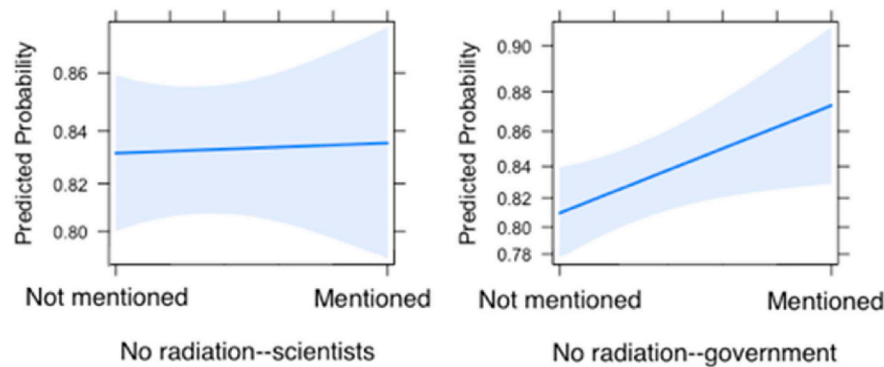 Predicted Probability
0.86
0.84
0.82
0.80
Not mentioned
Mentioned
No radiation--scientists
Predicted Probability
0.90
0.88
0.86
0.84
0.82
0.80
0.78
Not mentioned
Mentioned
No radiation--government